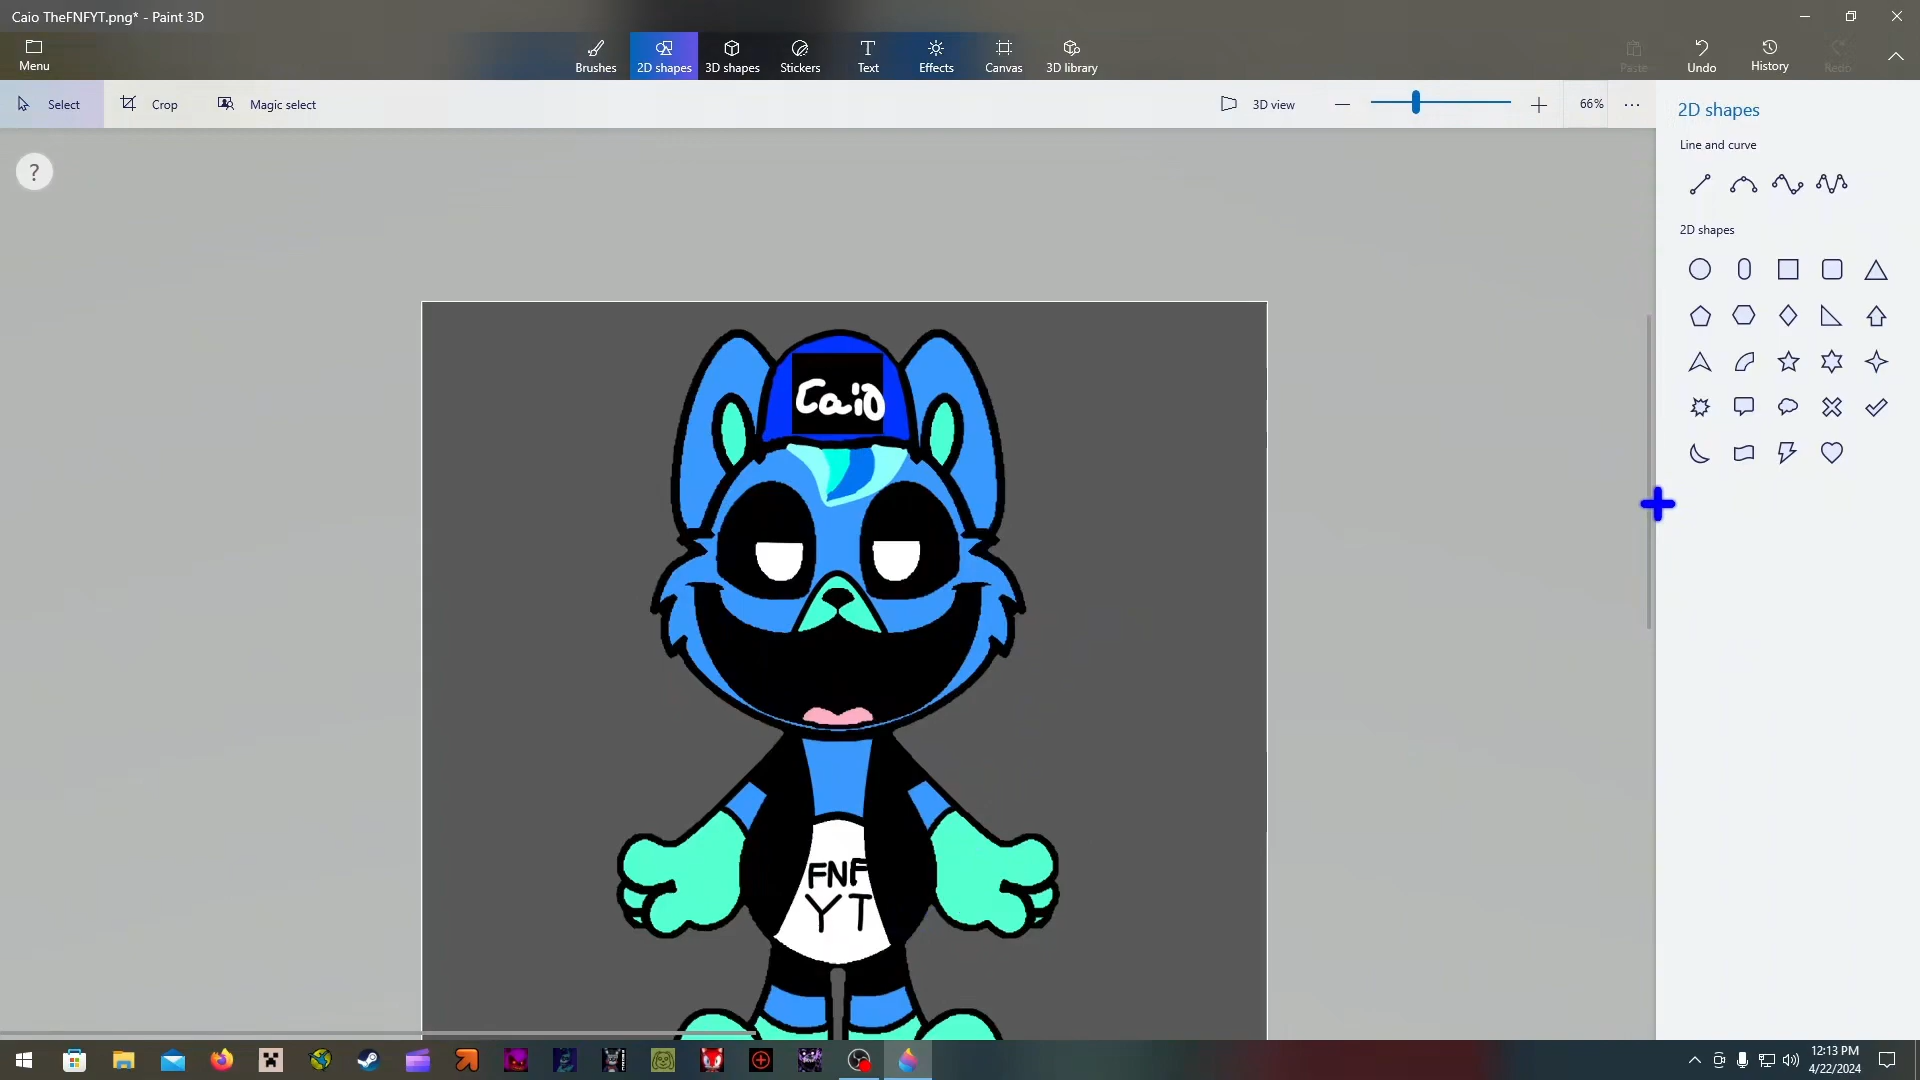 Caio TheFNFYT.png* - Paint 3D
Menu
Brushes
2D shapes
3D shapes
Stickers
Text
Effects
Canvas
3D library
Paste
Undo
History
Redo
Select
Crop
Magic select
3D view
66%
2D shapes
Line and curve
?
2D shapes
Caio
FNF
YT
12:13 PM
4/22/2024